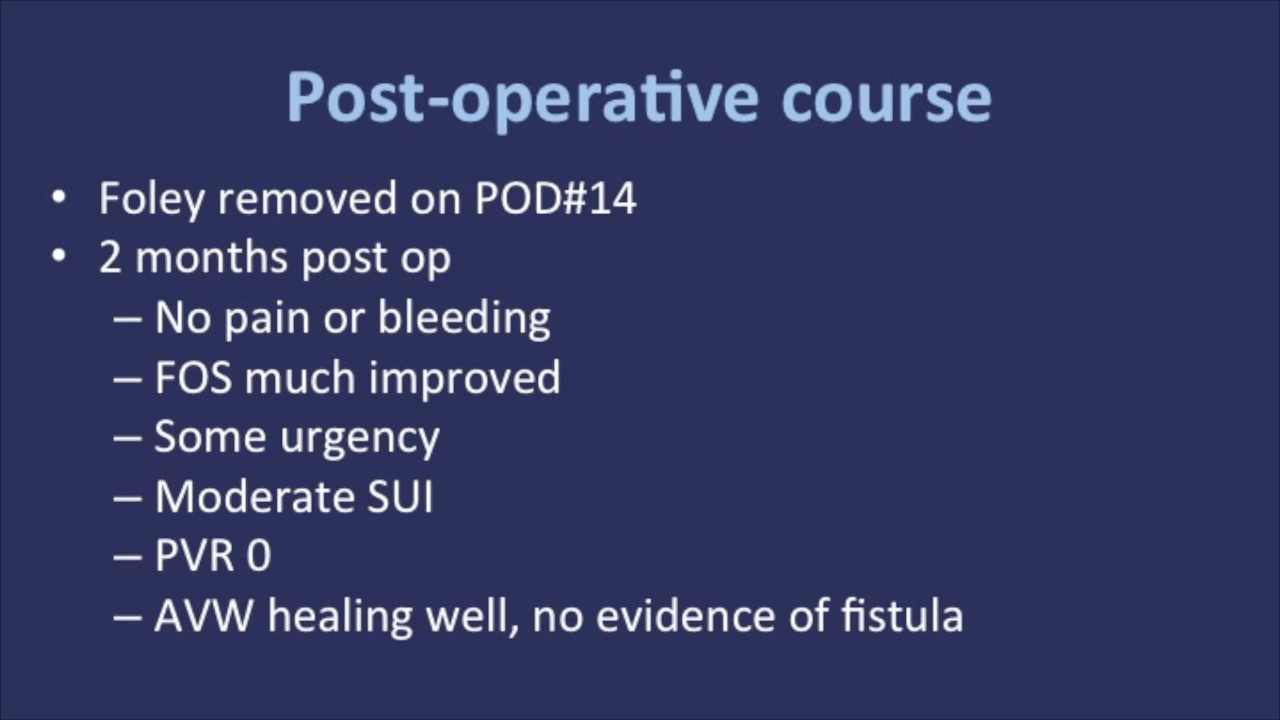 Post-operative course
• Foley removed on POD#14
• 2 months post op
– No pain or bleeding
– FOS much improved
– Some urgency
– Moderate SUI
– PVR 0
– AVW healing well, no evidence of fistula